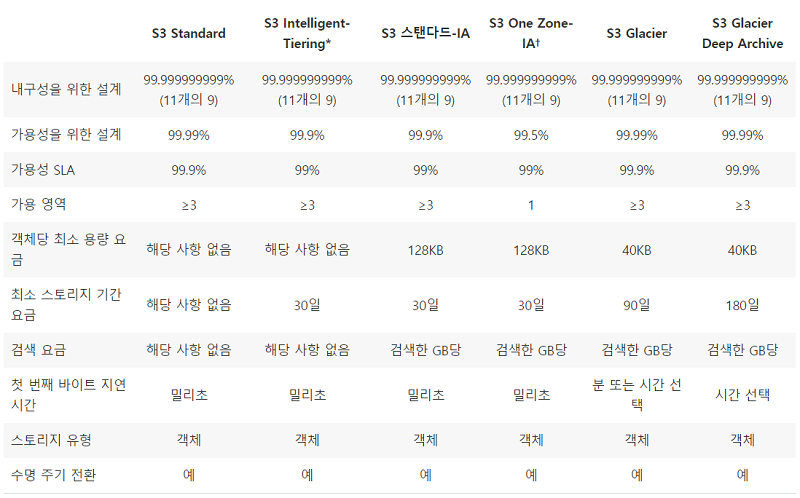 S3 Standard S3 Intelligent-Tiering* S3 스탠다드-IA S3 One Zone-IA† S3 Glacier S3 Glacier Deep Archive
내구성을 위한 설계 99.999999999% (11개의 9) 99.999999999% (11개의 9) 99.999999999% (11개의 9) 99.999999999% (11개의 9) 99.999999999% (11개의 9) 99.999999999% (11개의 9)
가용성을 위한 설계 99.99% 99.9% 99.9% 99.5% 99.99% 99.99%
가용성 SLA 99.9% 99% 99% 99% 99.9% 99.9%
가용 영역 ≥3 ≥3 ≥3 1 ≥3 ≥3
객체당 최소 용량 요금 해당 사항 없음 해당 사항 없음 128KB 128KB 40KB 40KB
최소 스토리지 기간 요금 해당 사항 없음 30일 30일 30일 90일 180일
검색 요금 해당 사항 없음 해당 사항 없음 검색한 GB당 검색한 GB당 검색한 GB당 검색한 GB당
첫 번째 바이트 지연 시간 밀리초 밀리초 밀리초 밀리초 분 또는 시간 선택 시간 선택
스토리지 유형 객체 객체 객체 객체 객체 객체
수명 주기 전환 예 예 예 예 예 예